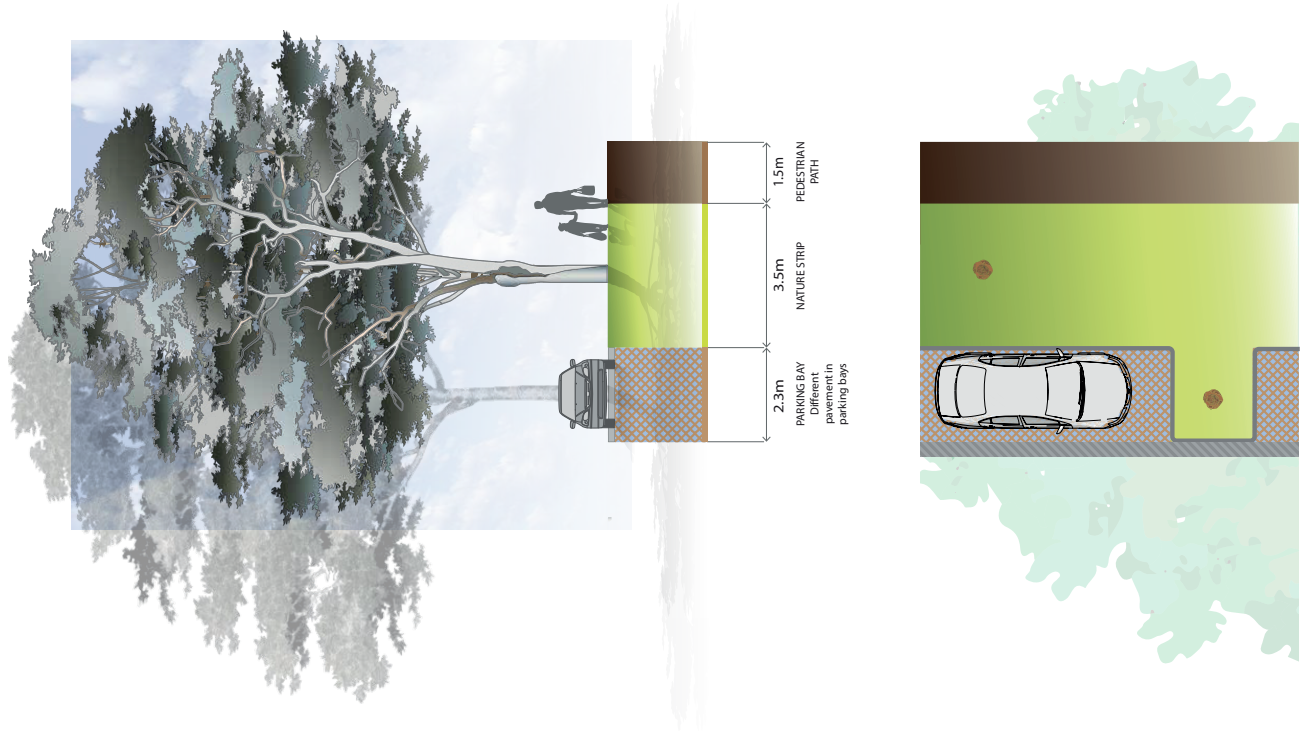 2.3m
PARKING BAY
Different
pavement in
parking bays
3.5m
NATURE STRIP
1.5m
PEDESTRIAN
PATH